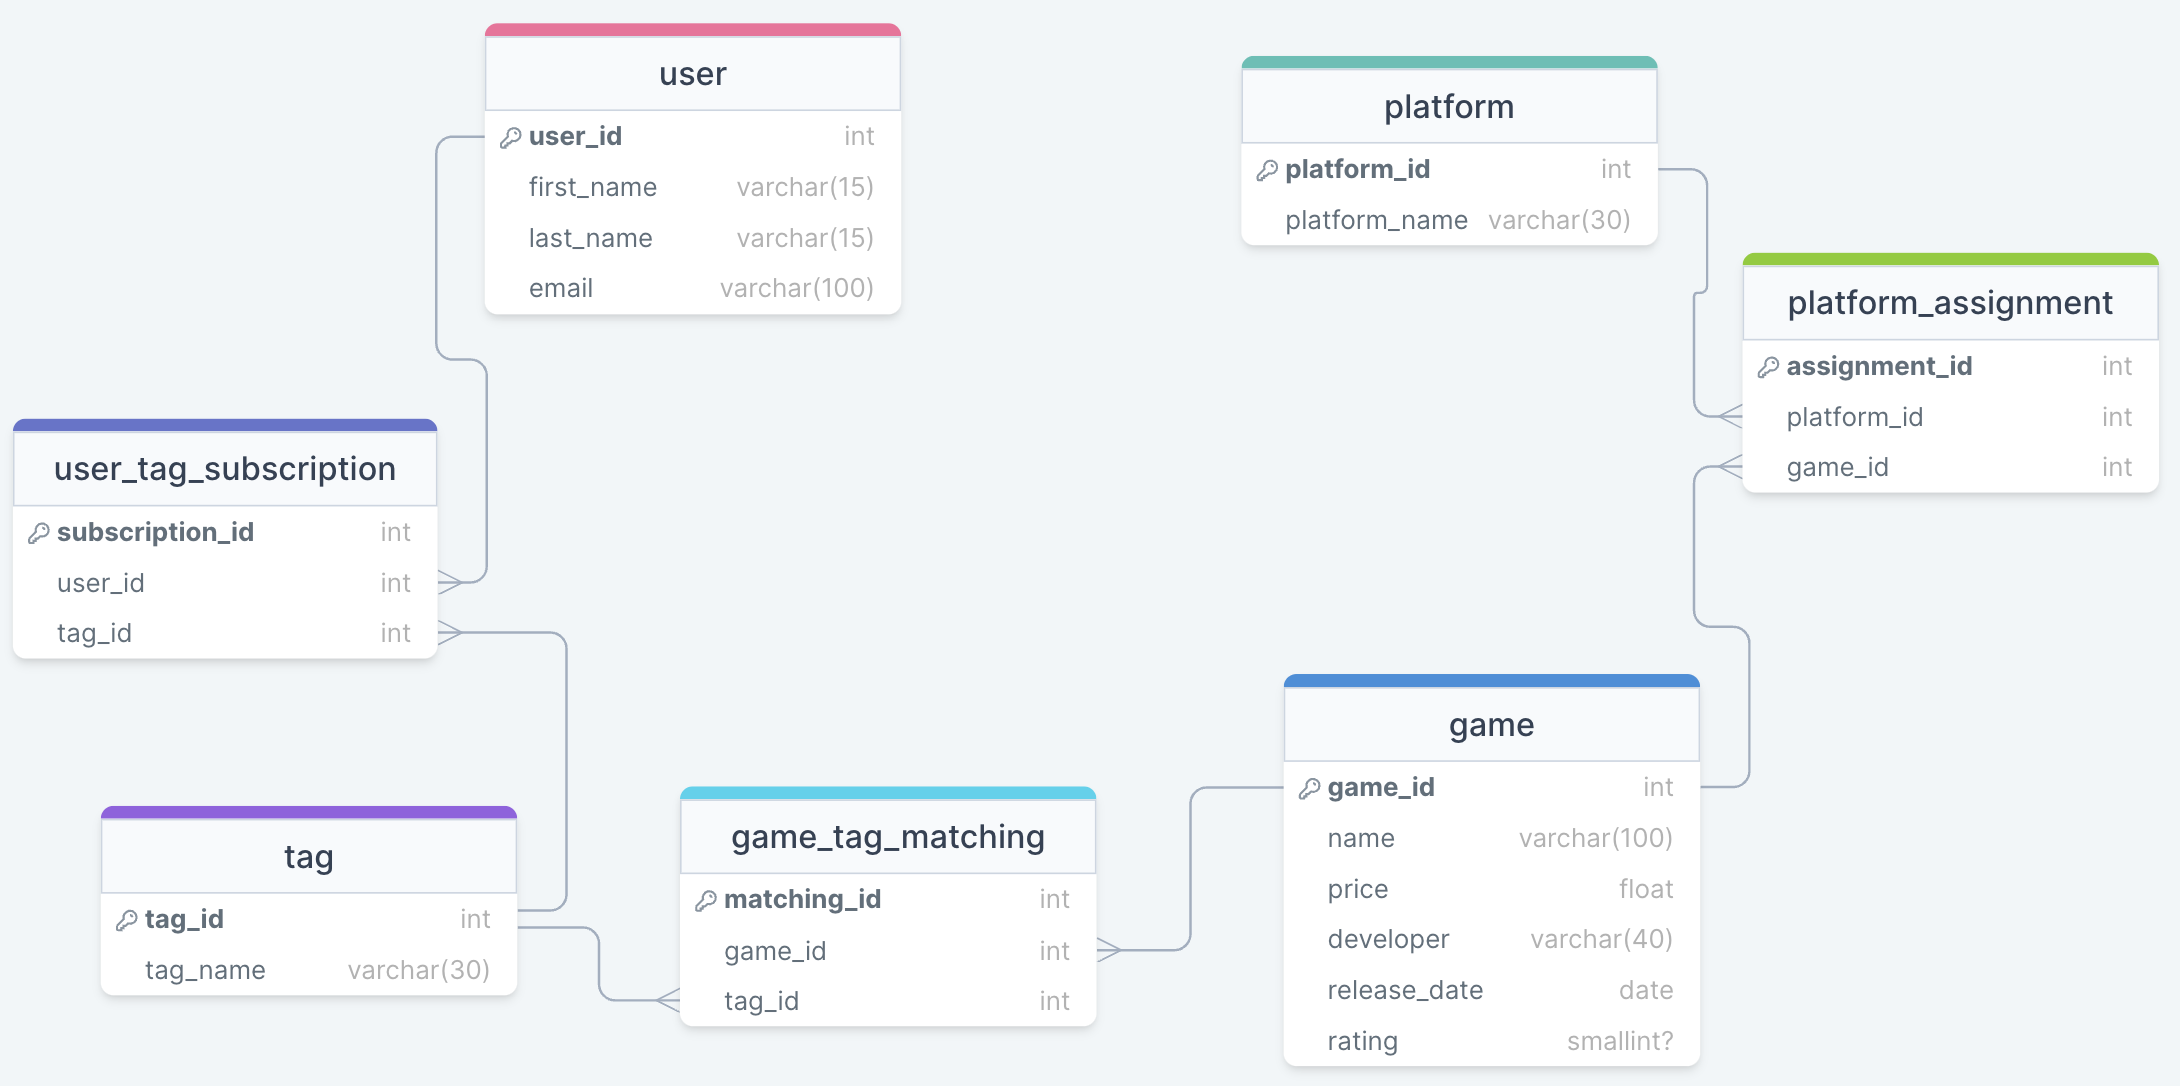 user
user_id int
first_name varchar(15)
last_name varchar(15)
email varchar(100)
platform
platform_id int
platform_name varchar(30)
platform_assignment
assignment_id int
platform_id int
game_id int
user_tag_subscription
subscription_id int
user_id int
tag_id int
game
game_id int
name varchar(100)
price float
developer varchar(40)
release_date date
rating smallint?
tag
tag_id int
tag_name varchar(30)
game_tag_matching
matching_id int
game_id int
tag_id int